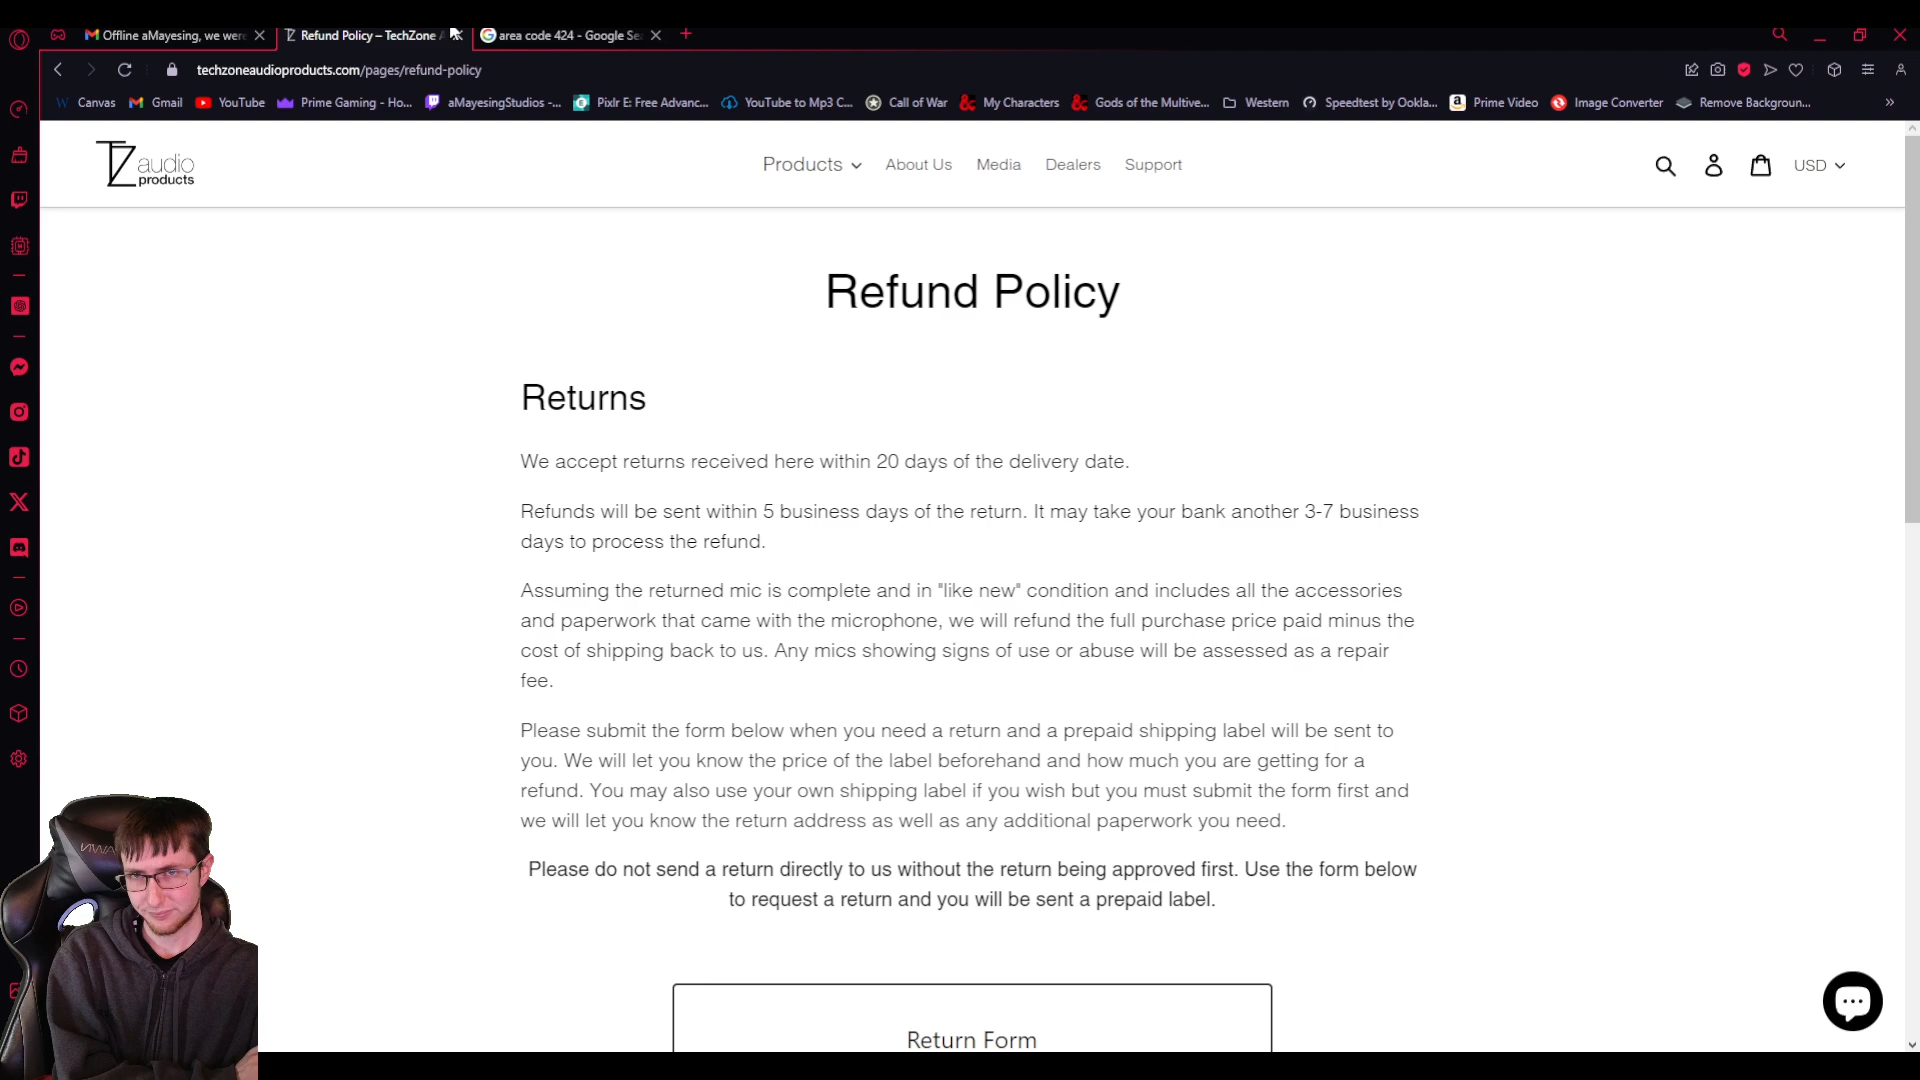 Offline aMayesing, we were
Refund Policy – TechZone A
area code 424 - Google Se
techzoneaudioproducts.com/pages/refund-policy
Canvas
Gmail
YouTube
Prime Gaming - Ho...
aMayesingStudios -...
Pixlr E: Free Advanc...
YouTube to Mp3 C...
Call of War
My Characters
Gods of the Multive...
Western
Speedtest by Ookla...
Prime Video
Image Converter
Remove Backgroun...
TZ audio
products
Products
About Us
Media
Dealers
Support
USD
Refund Policy
Returns
We accept returns received here within 20 days of the delivery date.
Refunds will be sent within 5 business days of the return. It may take your bank another 3-7 business
days to process the refund.
Assuming the returned mic is complete and in "like new" condition and includes all the accessories
and paperwork that came with the microphone, we will refund the full purchase price paid minus the
cost of shipping back to us. Any mics showing signs of use or abuse will be assessed as a repair
fee.
Please submit the form below when you need a return and a prepaid shipping label will be sent to
you. We will let you know the price of the label beforehand and how much you are getting for a
refund. You may also use your own shipping label if you wish but you must submit the form first and
we will let you know the return address as well as any additional paperwork you need.
Please do not send a return directly to us without the return being approved first. Use the form below
to request a return and you will be sent a prepaid label.
Return Form